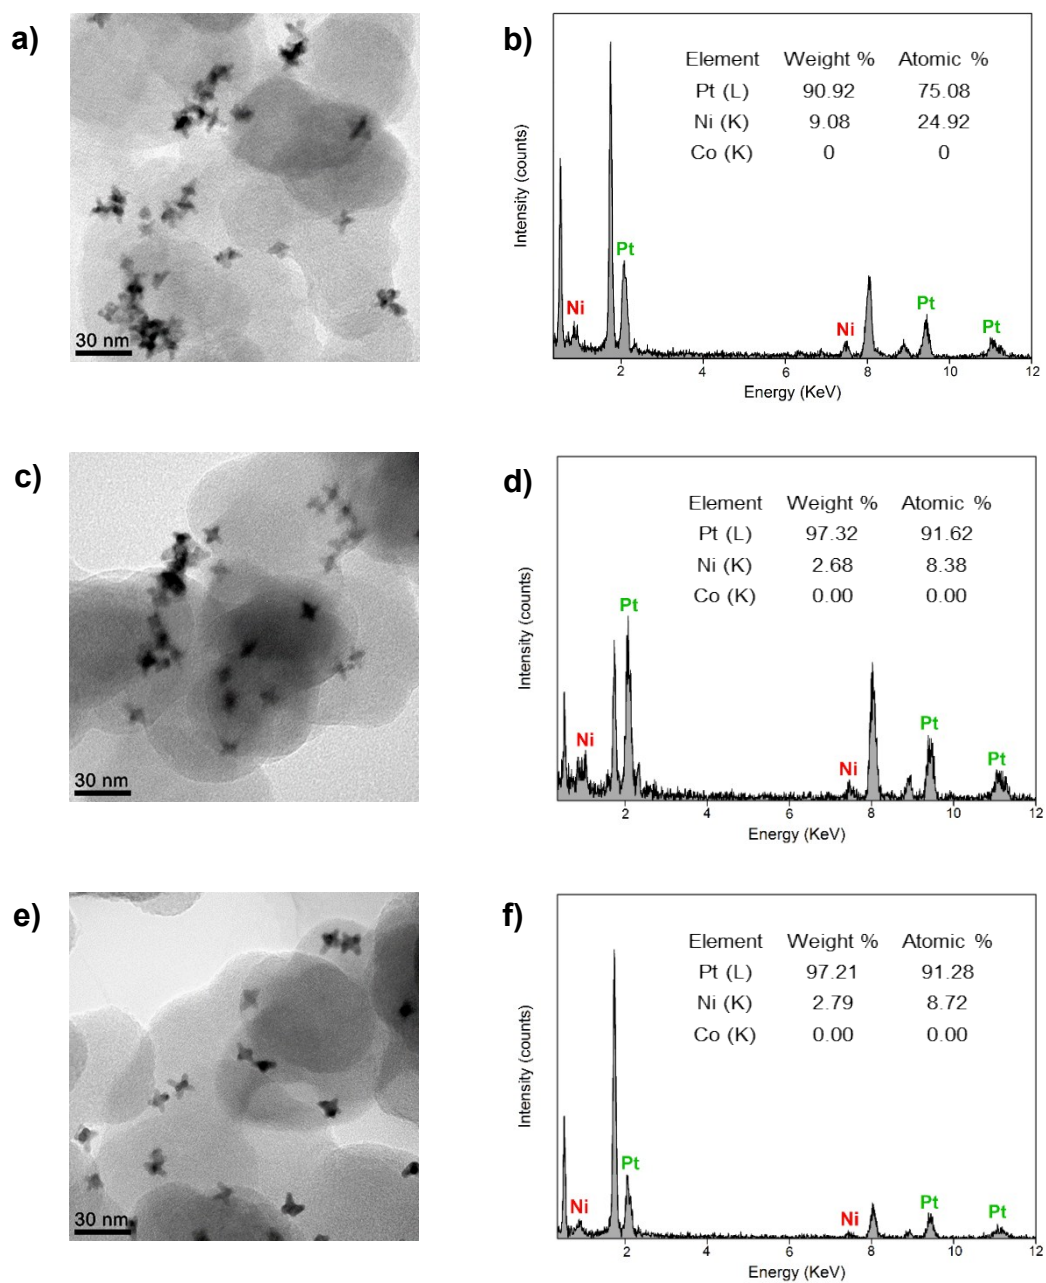 a)
30 nm
b)
Element Weight % Atomic %
Pt (L) 90.92 75.08
Ni (K) 9.08 24.92
Co (K) 0 0
Intensity (counts)
Pt
Ni
Ni
Pt
Pt
2 4 6 8 10 12
Energy (KeV)
c)
30 nm
d)
Element Weight % Atomic %
Pt (L) 97.32 91.62
Ni (K) 2.68 8.38
Co (K) 0.00 0.00
Intensity (counts)
Pt
Ni
Ni
Pt
Pt
2 4 6 8 10 12
Energy (KeV)
e)
30 nm
f)
Element Weight % Atomic %
Pt (L) 97.21 91.28
Ni (K) 2.79 8.72
Co (K) 0.00 0.00
Intensity (counts)
Pt
Ni
Ni
Pt
Pt
2 4 6 8 10 12
Energy (KeV)